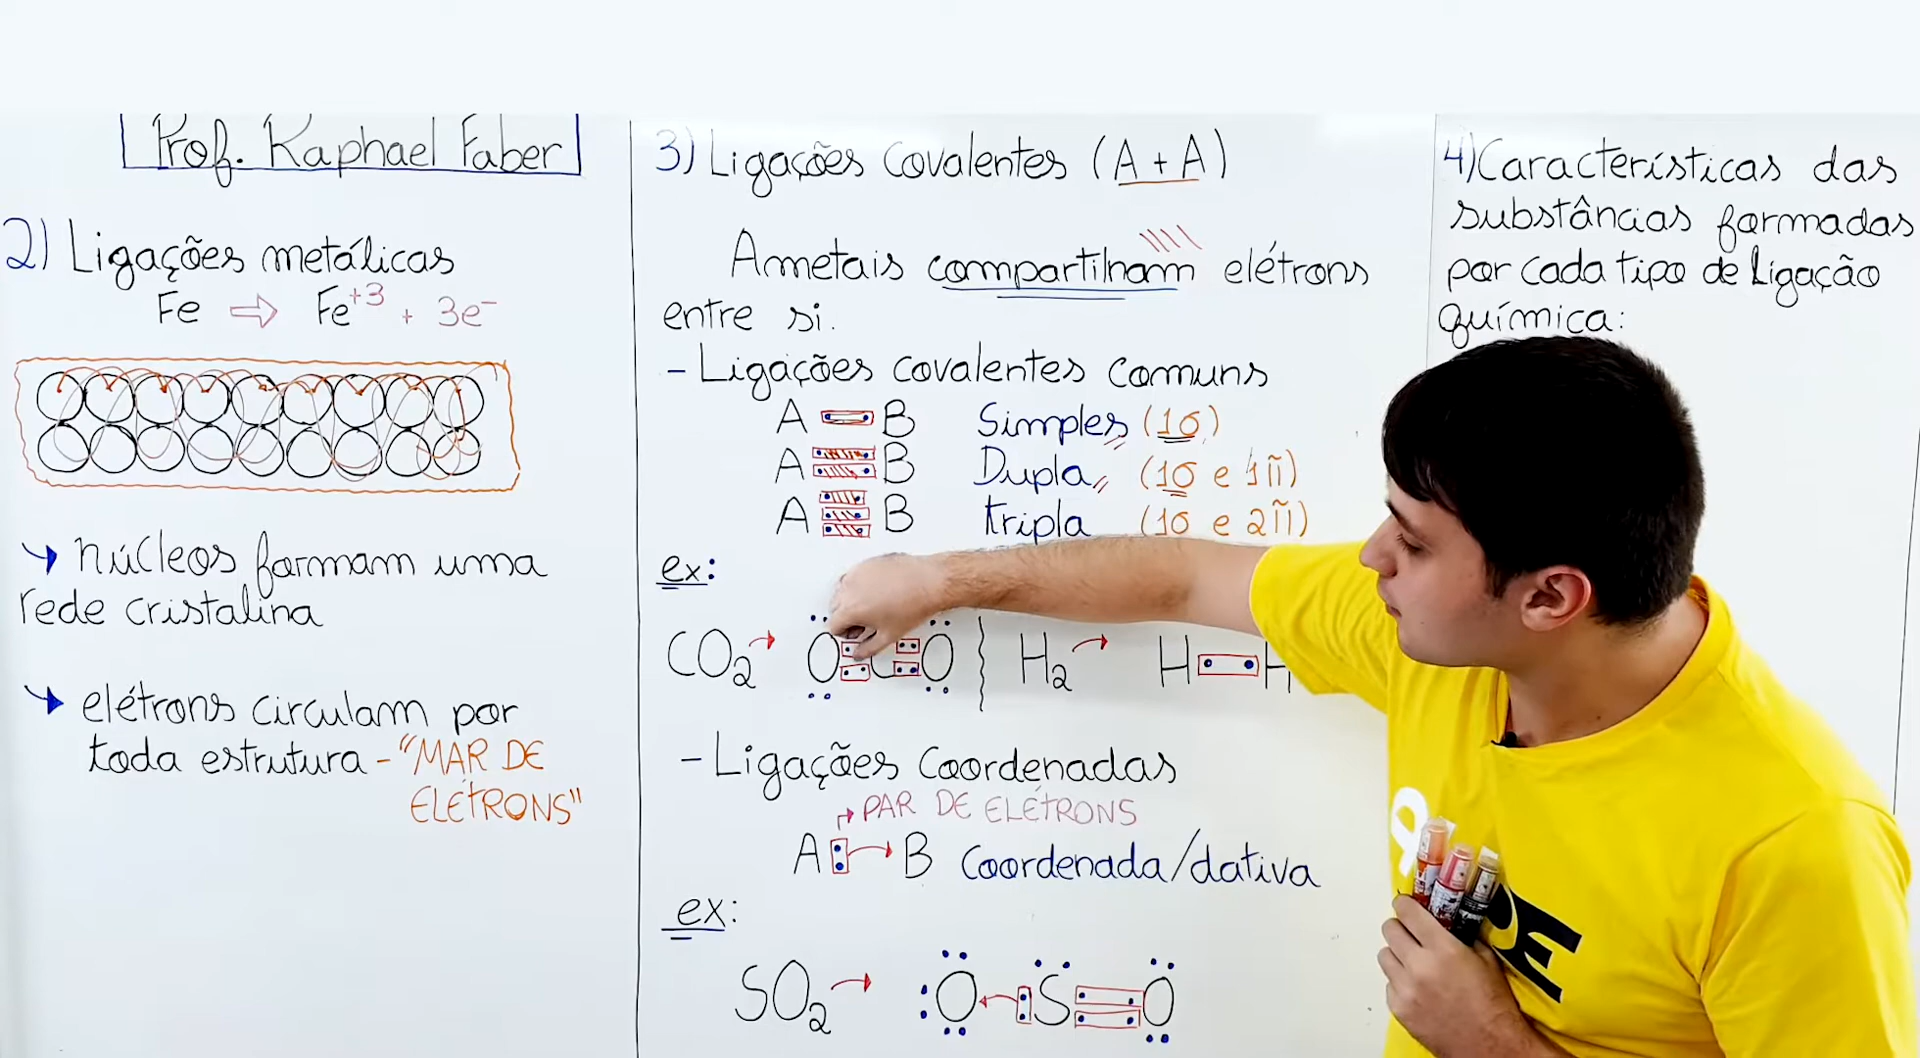 Prof. Raphael Faber
2) Ligações metálicas
Fe ⇨ Fe⁺³ + 3e⁻
→ núcleos formam uma
rede cristalina
→ elétrons circulam por
toda estrutura - "MAR DE
ELÉTRONS"
3) Ligações covalentes (A + A)
Ametais compartilham elétrons
entre si.
- Ligações covalentes comuns
A B Simples (1σ)
A B Dupla (1σ e 1π)
A B tripla (1σ e 2π)
ex:
CO₂ → O C O H₂ → H H
- Ligações Coordenadas
→ PAR DE ELÉTRONS
A : → B Coordenada/dativa
ex:
SO₂ → O ← S = O
4) Características das
substâncias formadas
por cada tipo de Ligação
química: